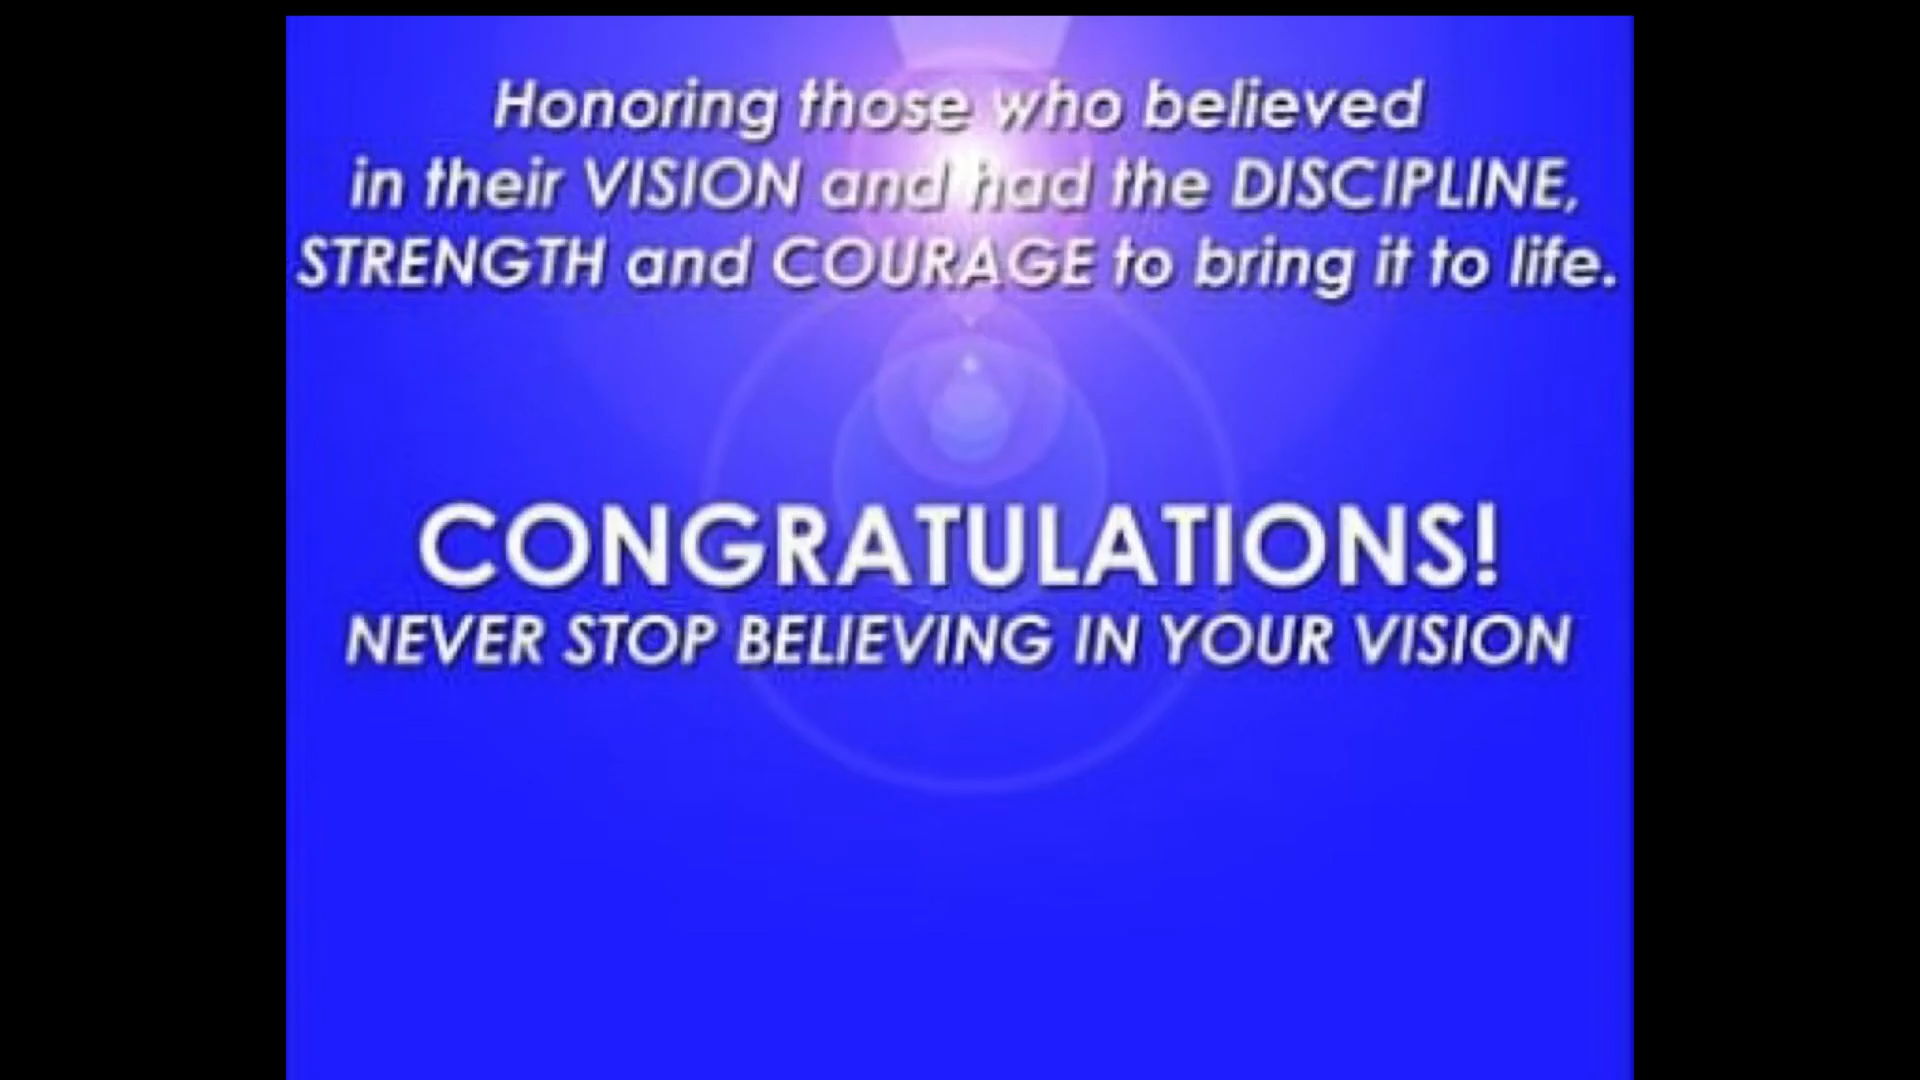 Honoring those who believed
in their VISION and had the DISCIPLINE,
STRENGTH and COURAGE to bring it to life.
CONGRATULATIONS!
NEVER STOP BELIEVING IN YOUR VISION